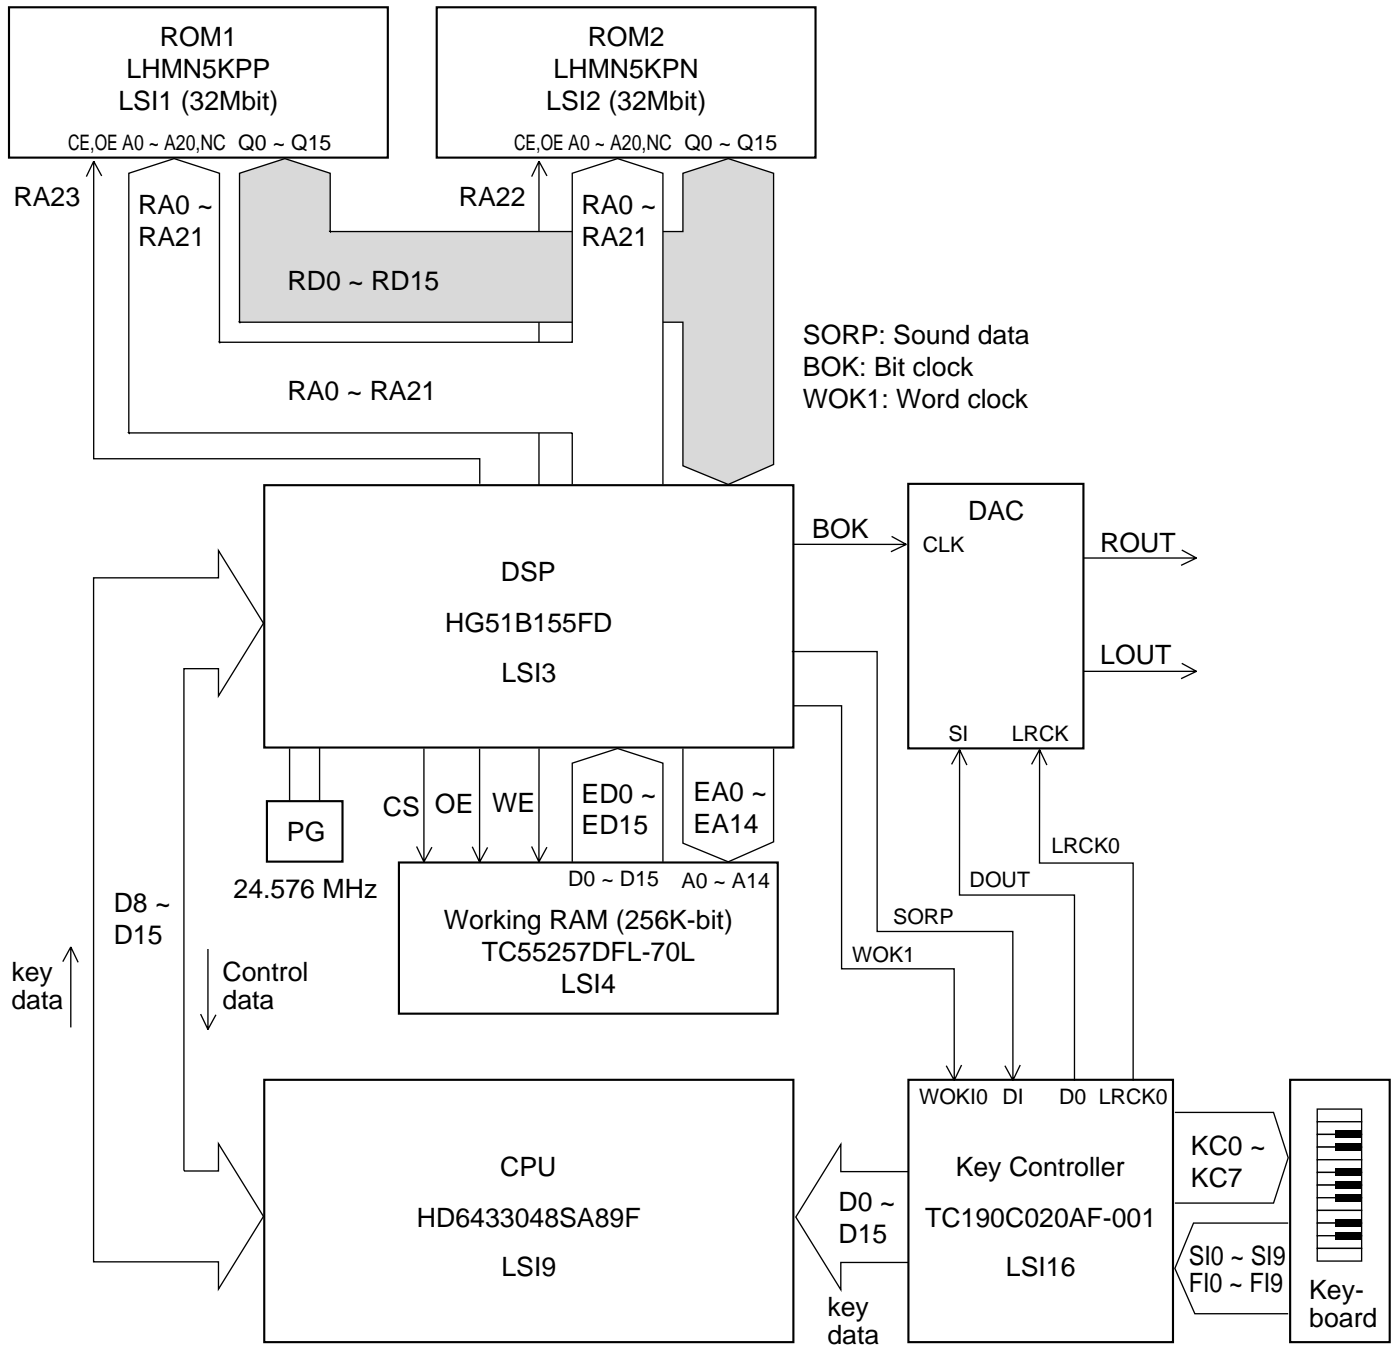 ROM1
LHMN5KPP
LSI1 (32Mbit)
CE,OE A0 ~ A20,NC Q0 ~ Q15
ROM2
LHMN5KPN
LSI2 (32Mbit)
CE,OE A0 ~ A20,NC Q0 ~ Q15
RA23
RA0 ~
RA21
RA22
RA0 ~
RA21
RD0 ~ RD15
RA0 ~ RA21
SORP: Sound data
BOK: Bit clock
WOK1: Word clock
DSP
HG51B155FD
LSI3
BOK
DAC
CLK
ROUT
LOUT
SI
LRCK
PG
24.576 MHz
CS
OE
WE
ED0 ~
ED15
EA0 ~
EA14
D0 ~ D15
A0 ~ A14
Working RAM (256K-bit)
TC55257DFL-70L
LSI4
D8 ~
D15
key
data
Control
data
LRCK0
DOUT
SORP
WOK1
CPU
HD6433048SA89F
LSI9
D0 ~
D15
key
data
WOKI0 DI D0 LRCK0
Key Controller
TC190C020AF-001
LSI16
KC0 ~
KC7
SI0 ~ SI9
FI0 ~ FI9
Key-
board